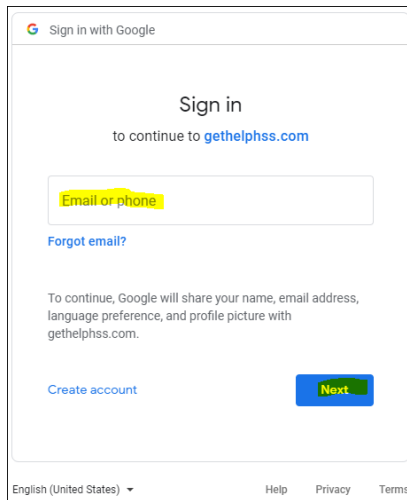 Sign in with Google
Sign in
to continue to gethelphss.com
Email or phone
Forgot email?
To continue, Google will share your name, email address,
language preference, and profile picture with
gethelphss.com.
Create account
Next
English (United States)
Help
Privacy
Terms